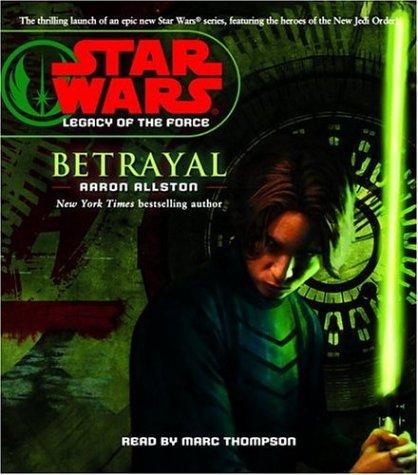 The thrilling launch of an epic new Star Wars® series, featuring the heroes of the New Jedi Order!
STAR
WARS®
LEGACY OF THE FORCE
BETRAYAL
AARON ALLSTON
New York Times bestselling author
READ BY MARC THOMPSON